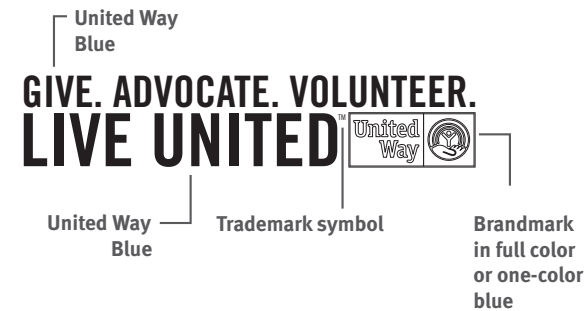 United Way
Blue
GIVE. ADVOCATE. VOLUNTEER.
LIVE UNITED™
United
Way
United Way
Blue
Trademark symbol
Brandmark
in full color
or one-color
blue